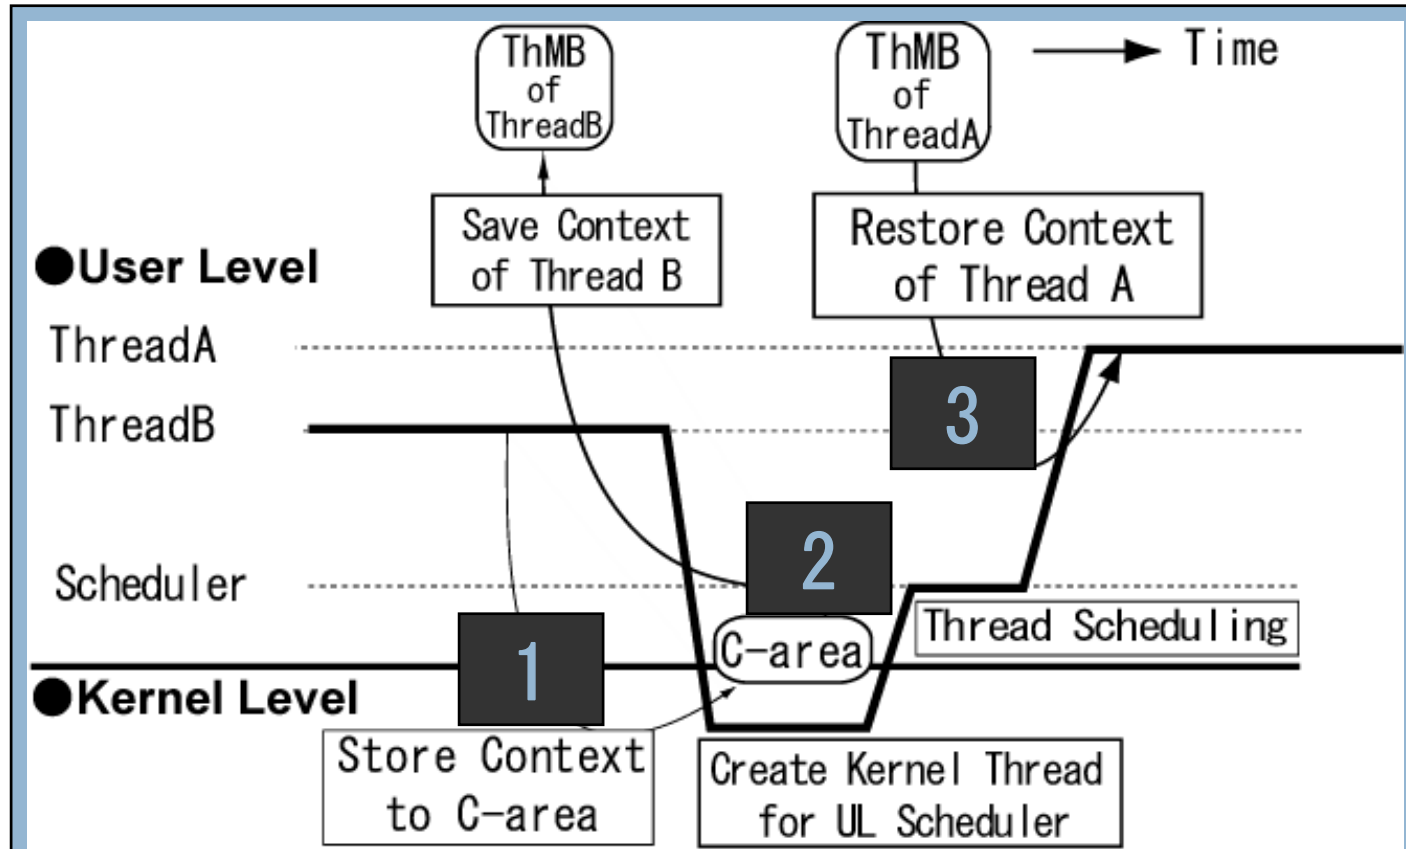 ThMB
of
ThreadB
ThMB
of
ThreadA
Time
Save Context
of Thread B
Restore Context
of Thread A
●User Level
ThreadA
ThreadB
3
2
Scheduler
Thread Scheduling
1
C-area
●Kernel Level
Store Context
to C-area
Create Kernel Thread
for UL Scheduler